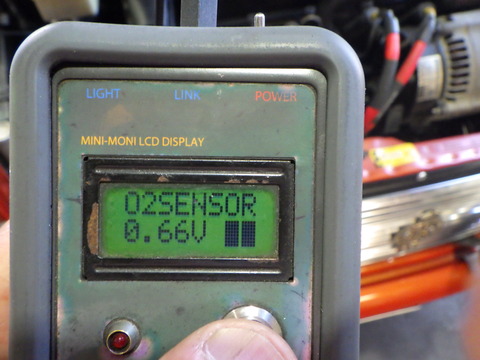 LIGHT LINK POWER
MINI-MONI LCD DISPLAY
O2SENSOR
0.66V